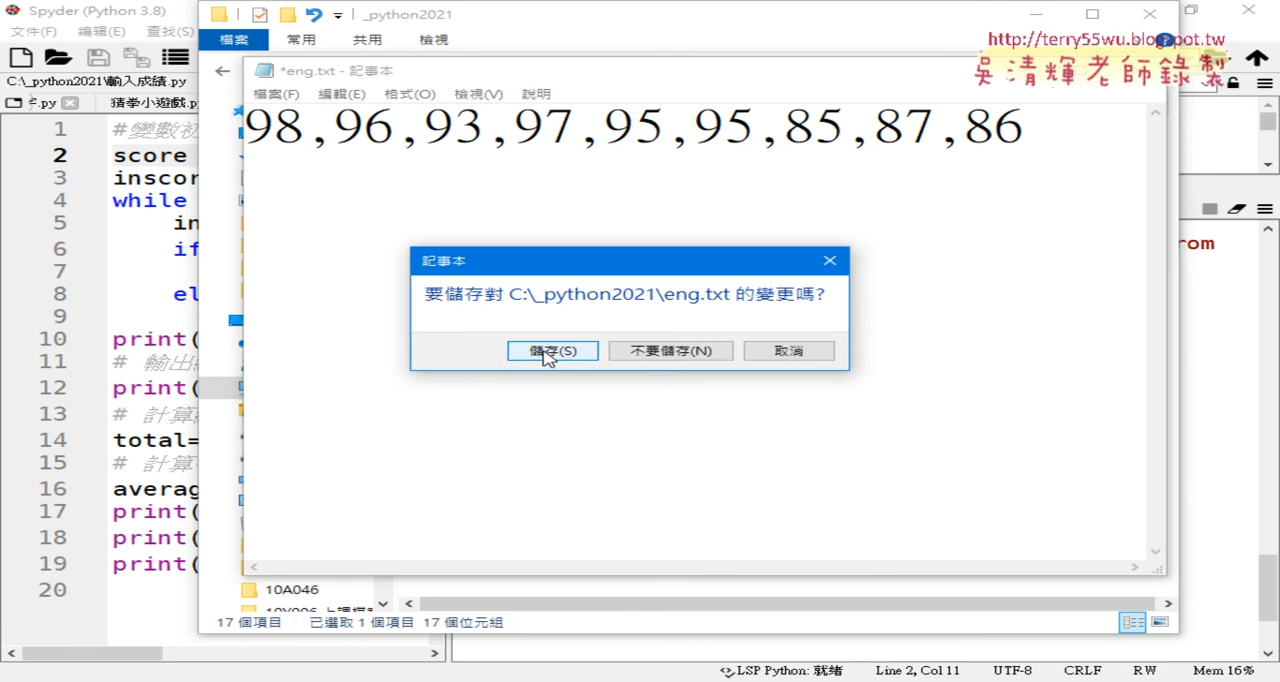 Spyder (Python 3.8)
文件(F) 編輯(E) 查找(S)
C:\_python2021\輸入成績.py
.py 猜拳小遊戲.p
1 #變數初
2 score
3 inscor
4 while
5 in
6 if
7
8 el
9
10 print(
11 # 輸出
12 print(
13 # 計算
14 total=
15 # 計算
16 averag
17 print(
18 print(
19 print(
20
_python2021
檔案 常用 共用 檢視
*eng.txt - 記事本
檔案(F) 編輯(E) 格式(O) 檢視(V) 說明
98,96,93,97,95,95,85,87,86
記事本
要儲存對 C:\_python2021\eng.txt 的變更嗎?
儲存(S) 不要儲存(N) 取消
10A046
17 個項目 已選取 1 個項目 17 個位元組
http://terry55wu.blogspot.tw
吳清輝老師錄製
rom
LSP Python: 就緒 Line 2, Col 11 UTF-8 CRLF RW Mem 16%